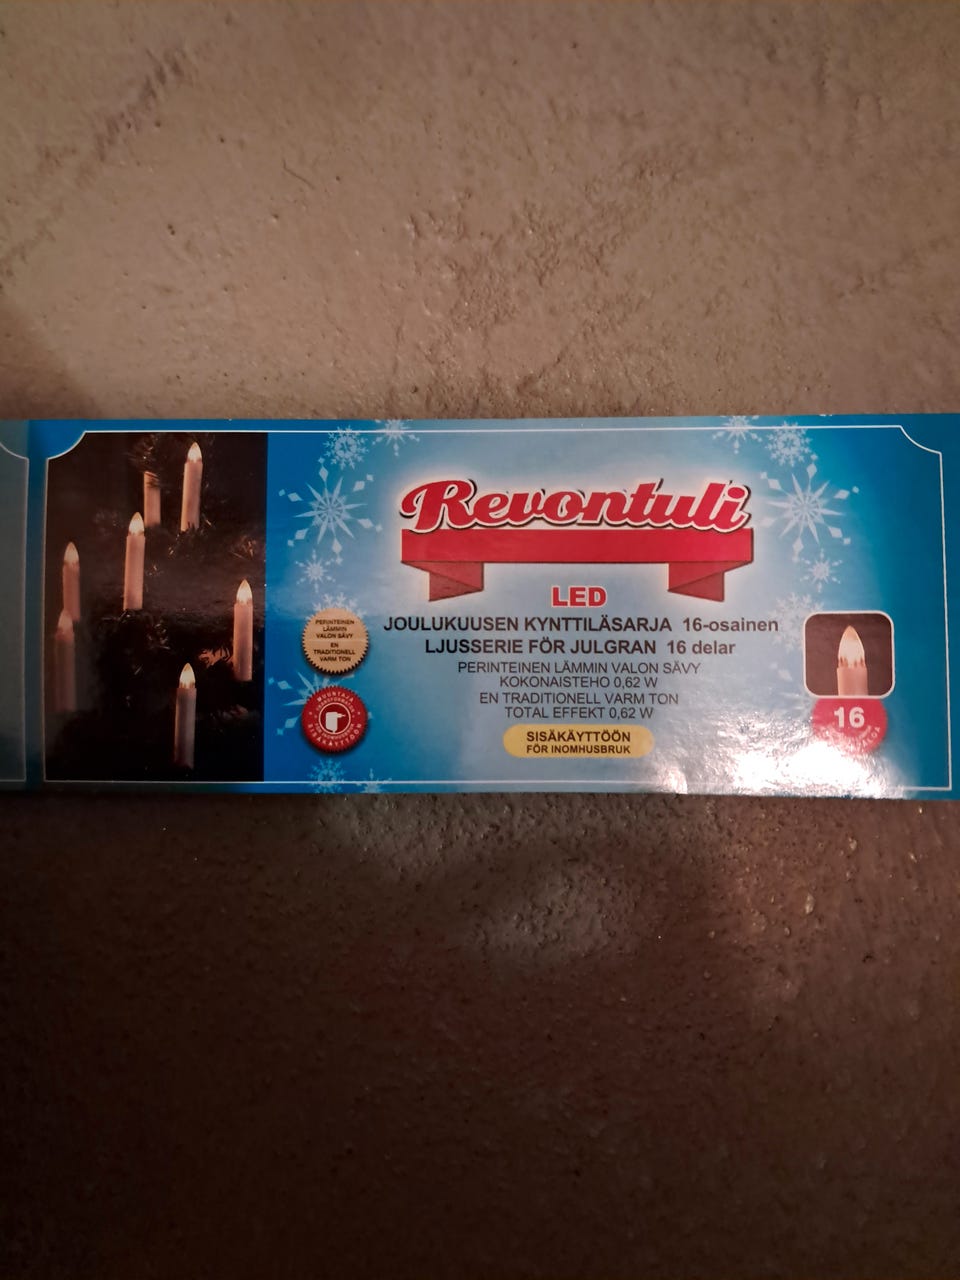 Revontuli
LED
JOULUKUUSEN KYNTTILÄSARJA 16-osainen
LJUSSERIE FÖR JULGRAN 16 delar
PERINTEINEN LÄMMIN VALON SÄVY
KOKONAISTEHO 0,62 W
EN TRADITIONELL VARM TON
TOTAL EFFEKT 0,62 W
SISÄKÄYTTÖÖN
FÖR INOMHUSBRUK
PERINTEINEN
LÄMMIN
VALON SÄVY
EN
TRADITIONELL
VARM TON
MUUNTAJA
SISÄKÄYTTÖÖN
16